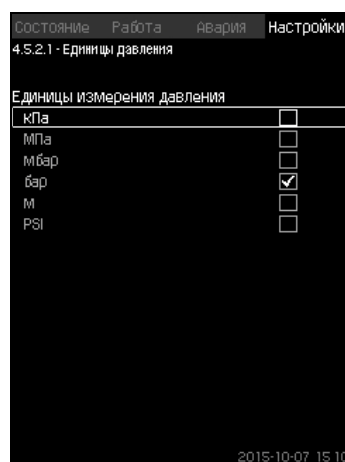 Состояние Работа Авария Настройки
4.5.2.1 - Единицы давления
Единицы измерения давления
кПа
МПа
мбар
бар
м
PSI
2015-10-07 15:10